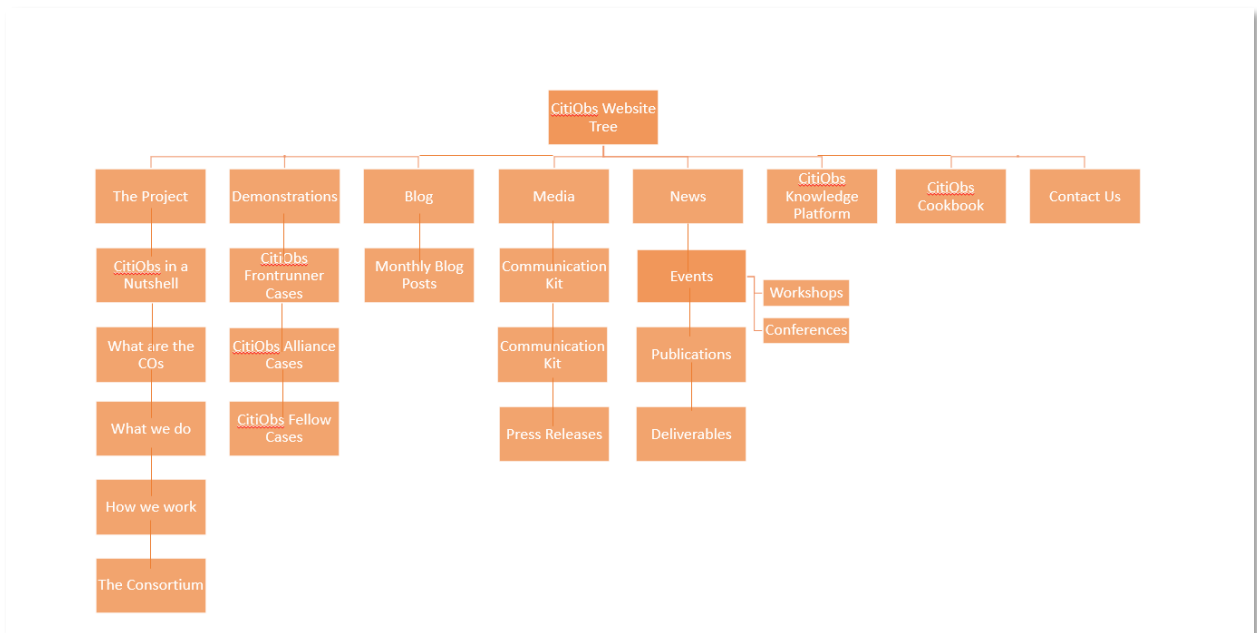 CitiObs Website
Tree
The Project
Demonstrations
Blog
Media
News
CitiObs
Knowledge
Platform
CitiObs
Cookbook
Contact Us
CitiObs in a
Nutshell
CitiObs
Frontrunner
Cases
Monthly Blog
Posts
Communication
Kit
Events
Workshops
Conferences
What are the
COs
CitiObs Alliance
Cases
Communication
Kit
Publications
What we do
CitiObs Fellow
Cases
Press Releases
Deliverables
How we work
The Consortium